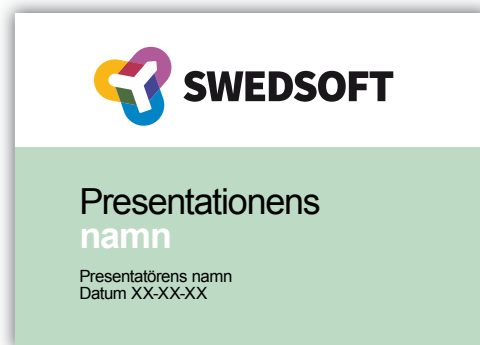 SWEDSOFT
Presentationens
namn
Presentatörens namn
Datum XX-XX-XX